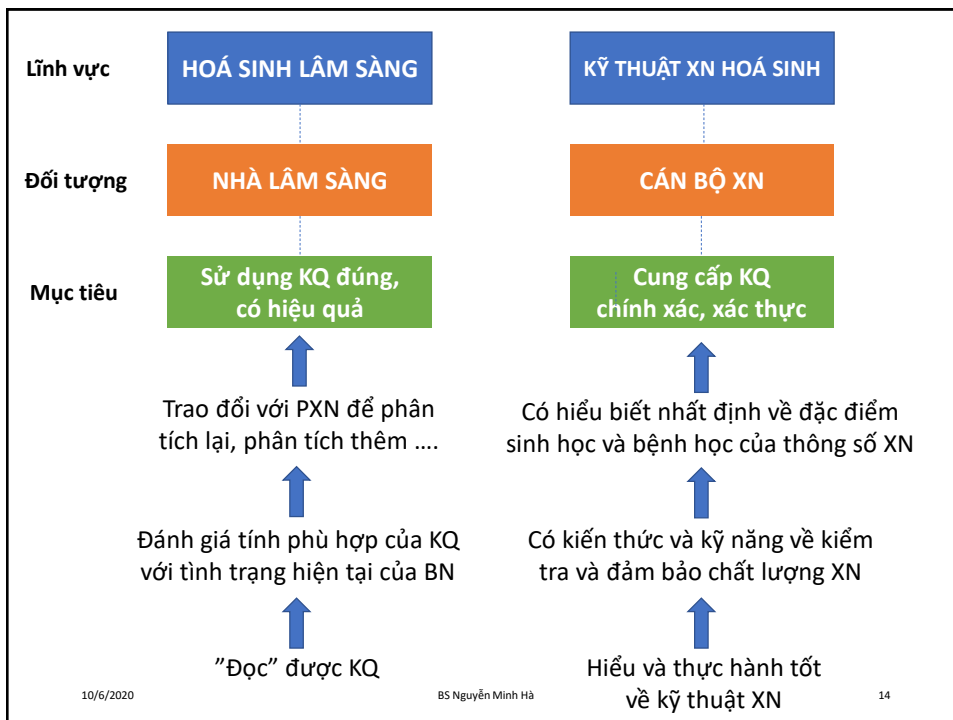 Lĩnh vực
HOÁ SINH LÂM SÀNG
KỸ THUẬT XN HOÁ SINH
Đối tượng
NHÀ LÂM SÀNG
CÁN BỘ XN
Mục tiêu
Sử dụng KQ đúng,
có hiệu quả
Cung cấp KQ
chính xác, xác thực
Trao đổi với PXN để phân
tích lại, phân tích thêm ....
Có hiểu biết nhất định về đặc điểm
sinh học và bệnh học của thông số XN
Đánh giá tính phù hợp của KQ
với tình trạng hiện tại của BN
Có kiến thức và kỹ năng về kiểm
tra và đảm bảo chất lượng XN
”Đọc” được KQ
Hiểu và thực hành tốt
về kỹ thuật XN
10/6/2020
BS Nguyễn Minh Hà
14